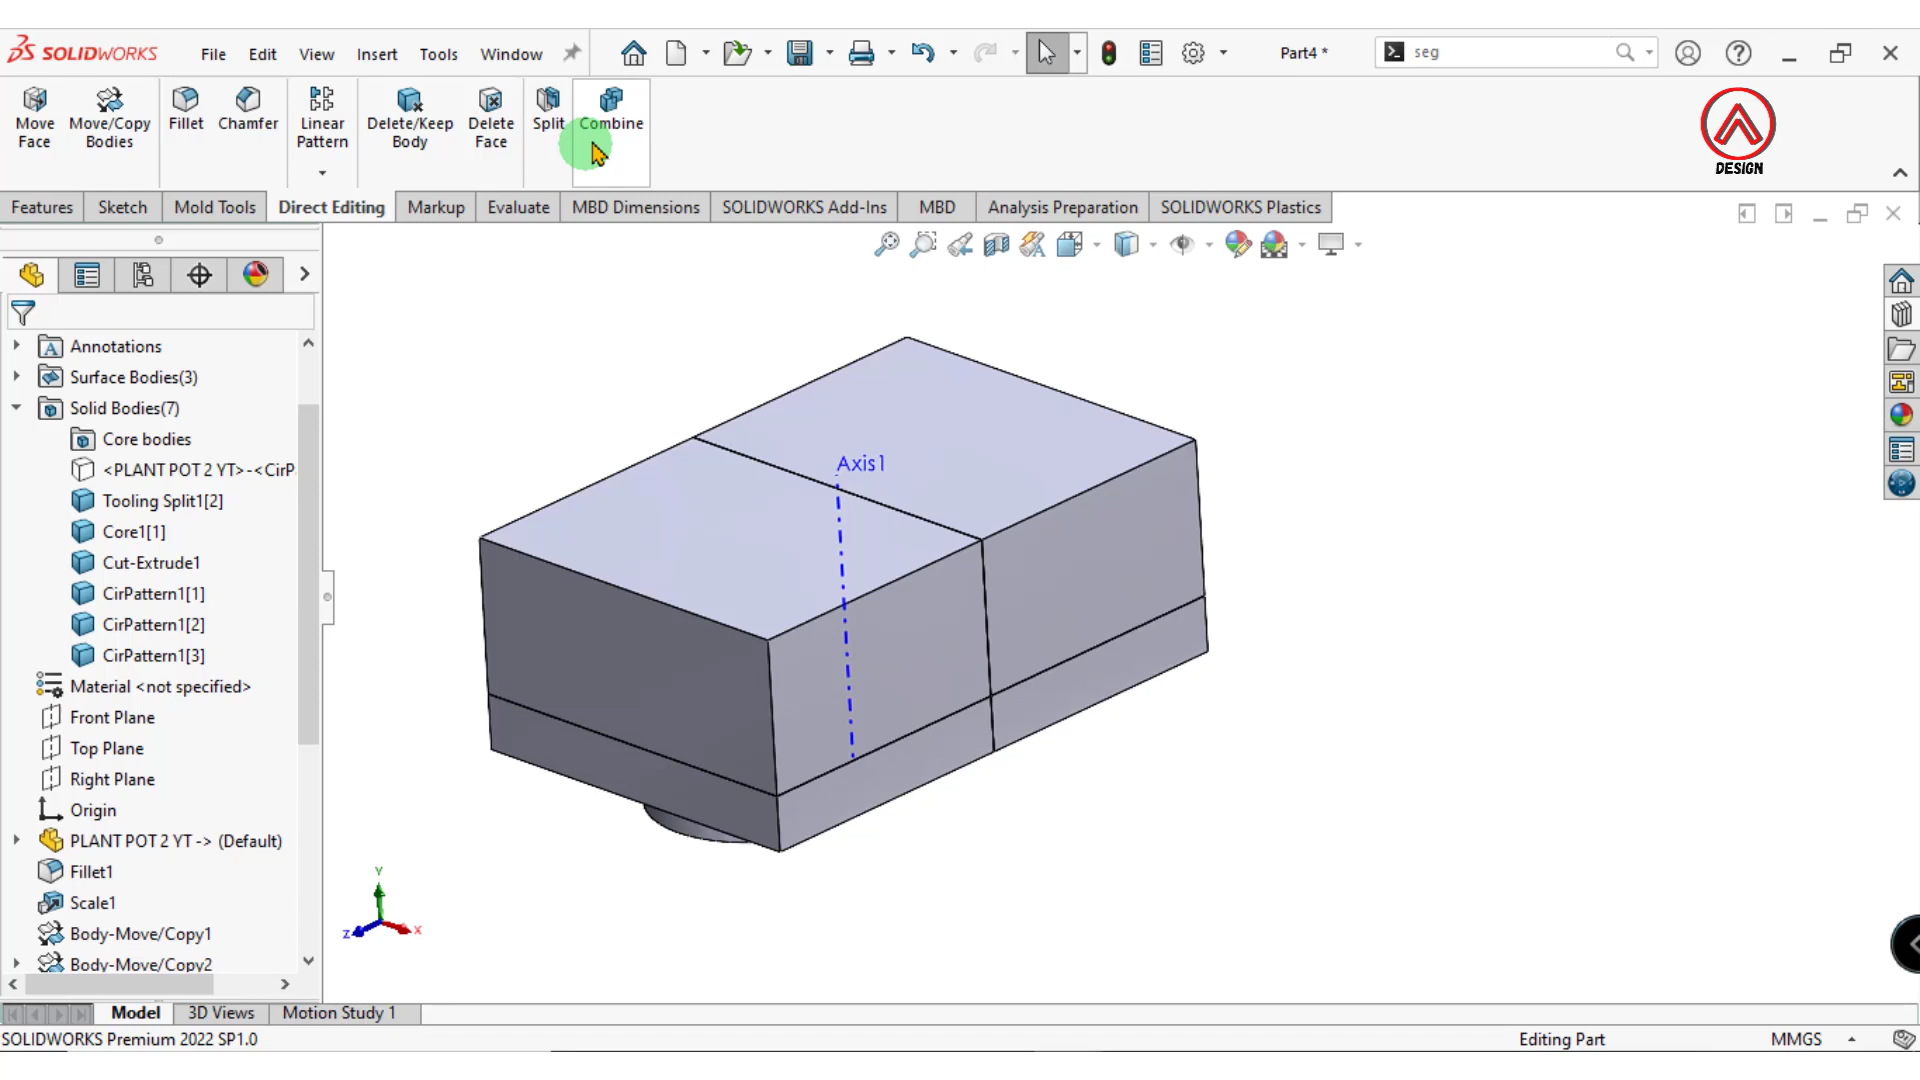 SOLIDWORKS File Edit View Insert Tools Window Part4 * seg
Move Face
Move/Copy Bodies
Fillet
Chamfer
Linear Pattern
Delete/Keep Body
Delete Face
Split
Combine
DESIGN
Features Sketch Mold Tools Direct Editing Markup Evaluate MBD Dimensions SOLIDWORKS Add-Ins MBD Analysis Preparation SOLIDWORKS Plastics
Annotations
Surface Bodies(3)
Solid Bodies(7)
Core bodies
<PLANT POT 2 YT>-<CirP
Tooling Split1[2]
Core1[1]
Cut-Extrude1
CirPattern1[1]
CirPattern1[2]
CirPattern1[3]
Material <not specified>
Front Plane
Top Plane
Right Plane
Origin
PLANT POT 2 YT -> (Default)
Fillet1
Scale1
Body-Move/Copy1
Body-Move/Copy2
Axis1
Y
Z
X
Model 3D Views Motion Study 1
SOLIDWORKS Premium 2022 SP1.0 Editing Part MMGS